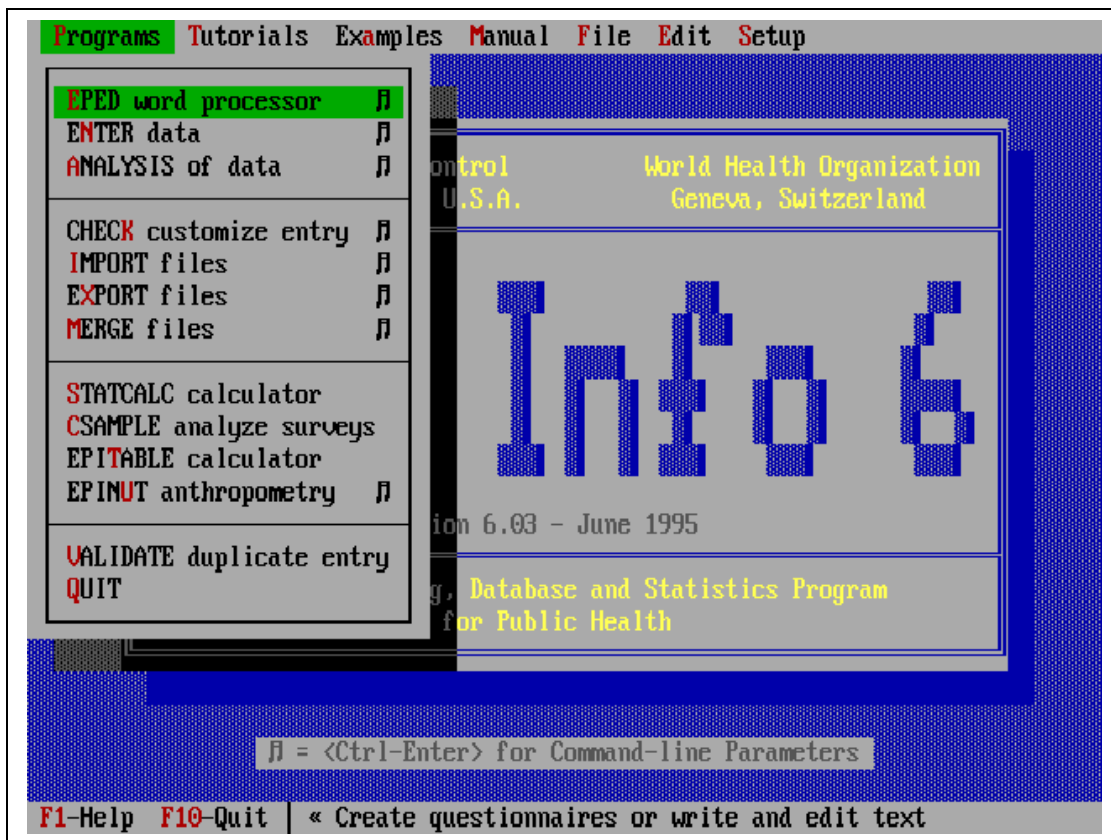 Programs Tutorials Examples Manual File Edit Setup
EPED word processor ♬
ENTER data ♬
ANALYSIS of data ♬
CHECK customize entry ♬
IMPORT files ♬
EXPORT files ♬
MERGE files ♬
STATCALC calculator
CSAMPLE analyze surveys
EPITABLE calculator
EPINUT anthropometry ♬
VALIDATE duplicate entry
QUIT
ontrol World Health Organization
U.S.A. Geneva, Switzerland
Info 6
ion 6.03 - June 1995
g, Database and Statistics Program
for Public Health
♬ = <Ctrl-Enter> for Command-line Parameters
F1-Help F10-Quit | « Create questionnaires or write and edit text